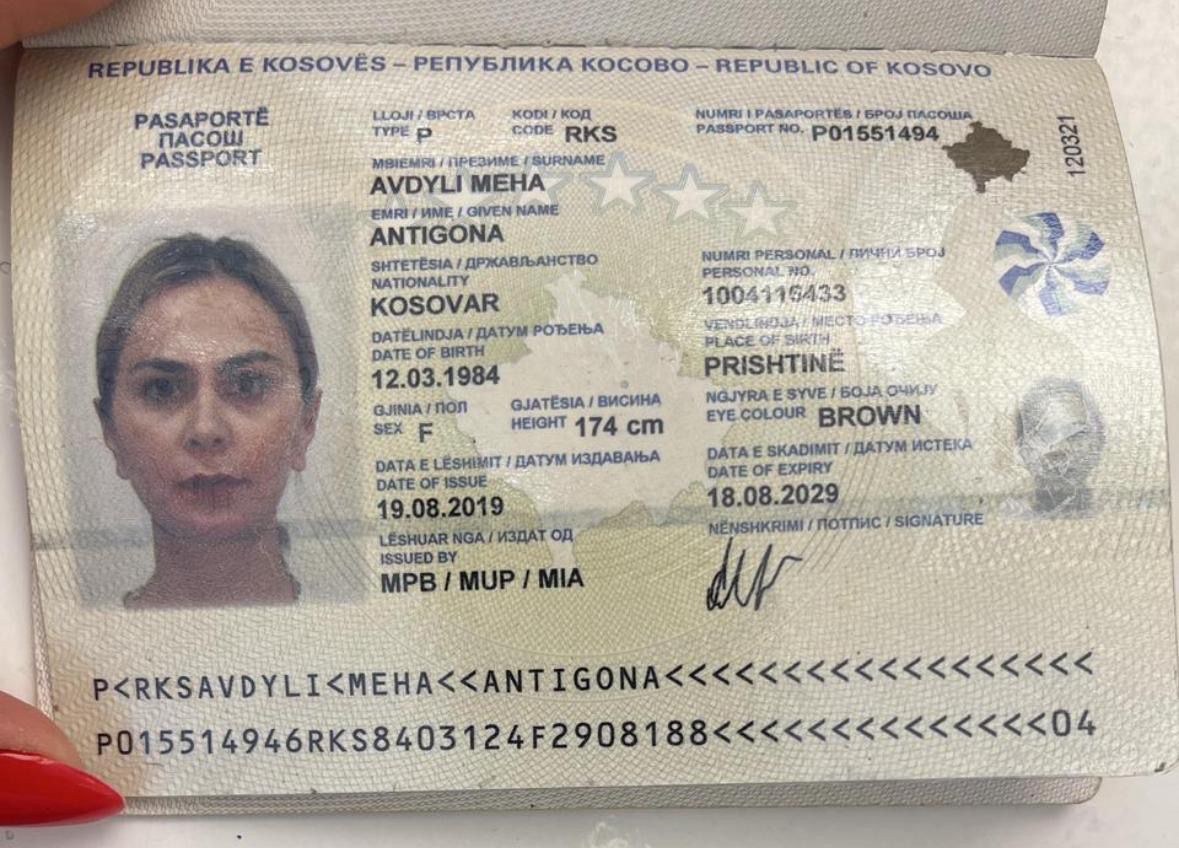 REPUBLIKA E KOSOVËS – РЕПУБЛИКА КОСОВО – REPUBLIC OF KOSOVO
PASAPORTË
ПАСОШ
PASSPORT
LLOJI / ВРСТА
TYPE P
KODI / КОД
CODE RKS
NUMRI I PASAPORTËS / БРОЈ ПАСОША
PASSPORT NO. P01551494
120321
MBIEMRI / ПРЕЗИМЕ / SURNAME
AVDYLI MEHA
EMRI / ИМЕ / GIVEN NAME
ANTIGONA
SHTETËSIA / ДРЖАВЉАНСТВО
NATIONALITY
KOSOVAR
NUMRI PERSONAL / ЛИЧНИ БРОЈ
PERSONAL NO.
DATËLINDJA / ДАТУМ РОЂЕЊА
DATE OF BIRTH
12.03.1984
VENDLINDJA / МЕСТО РОЂЕЊА
PLACE OF BIRTH
PRISHTINË
GJINIA / ПОЛ
SEX F
GJATËSIA / ВИСИНА
HEIGHT 174 cm
NGJYRA E SYVE / БОЈА ОЧИЈУ
EYE COLOUR BROWN
DATA E LËSHIMIT / ДАТУМ ИЗДАВАЊА
DATE OF ISSUE
19.08.2019
DATA E SKADIMIT / ДАТУМ ИСТЕКА
DATE OF EXPIRY
18.08.2029
LËSHUAR NGA / ИЗДАТ ОД
ISSUED BY
MPB / MUP / MIA
NËNSHKRIMI / ПОТПИС / SIGNATURE
P<RKSAVDYLI<MEHA<<ANTIGONA<<<<<<<<<<<<<<<<<<
P015514946RKS8403124F2908188<<<<<<<<<<<<<<04